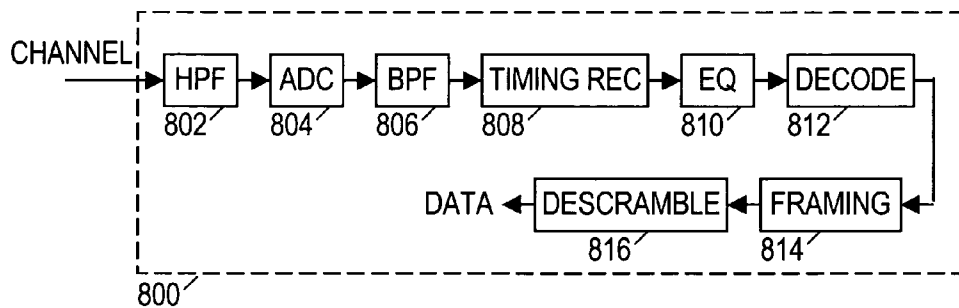 CHANNEL
HPF
ADC
BPF
TIMING REC
EQ
DECODE
802
804
806
808
810
812
DATA
DESCRAMBLE
FRAMING
816
814
800